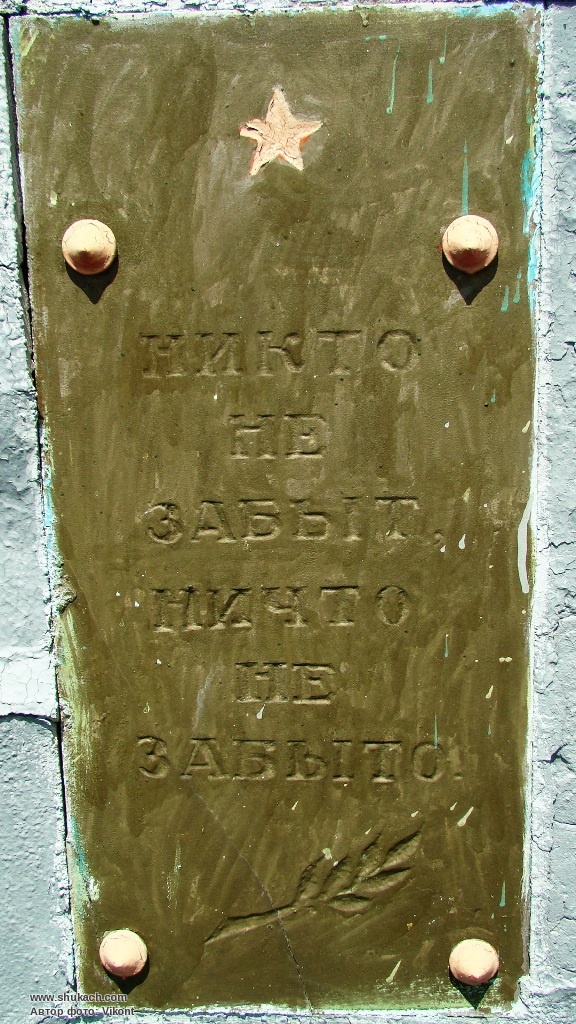 НИКТО
НЕ
ЗАБЫТ,
НИЧТО
НЕ
ЗАБЫТО
www.shukach.com
Автор фото: Vikont